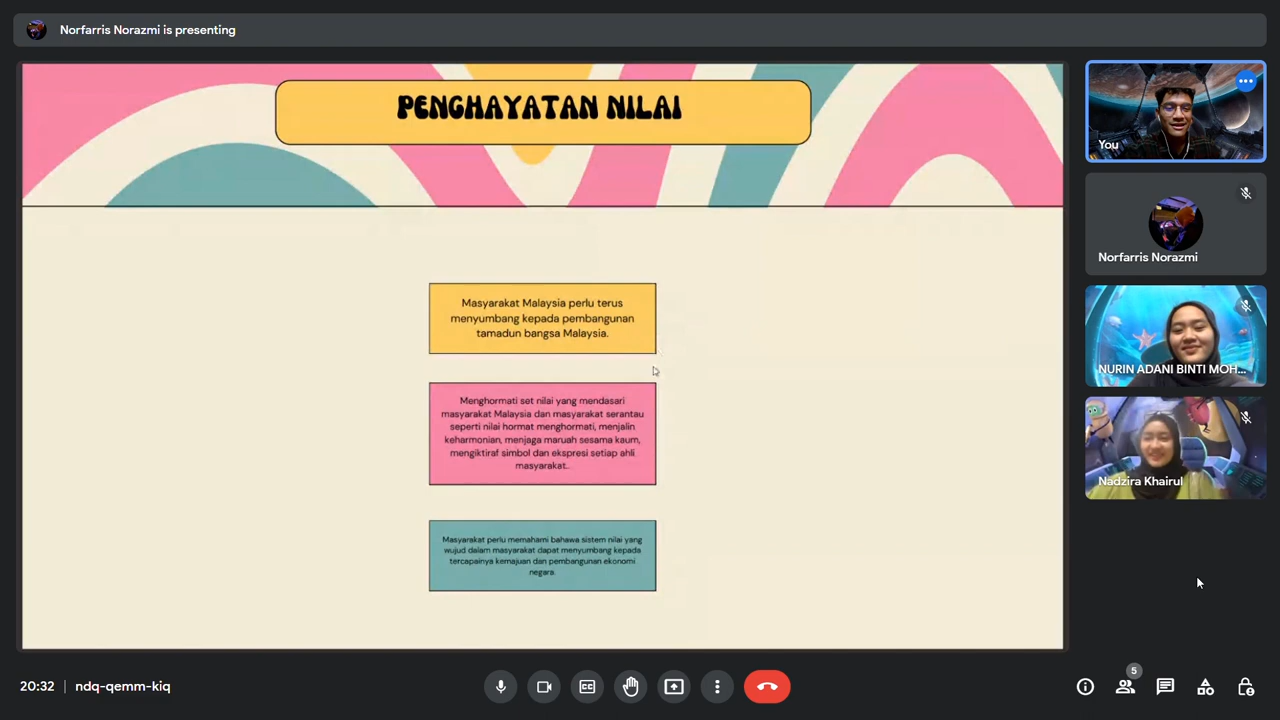 Norfarris Norazmi is presenting
PENGHAYATAN NILAI
Masyarakat Malaysia perlu terus
menyumbang kepada pembangunan
tamadun bangsa Malaysia.
Menghormati set nilai yang mendasari
masyarakat Malaysia dan masyarakat serantau
seperti nilai hormat menghormati, menjalin
keharmonian, menjaga maruah sesama kaum,
mengiktiraf simbol dan ekspresi setiap ahli
masyarakat..
Masyarakat perlu memahami bahawa sistem nilai yang
wujud dalam masyarakat dapat menyumbang kepada
tercapainya kemajuan dan pembangunan ekonomi
negara.
You
Norfarris Norazmi
NURIN ADANI BINTI MOH...
Nadzira Khairul
20:32 | ndq-qemm-kiq
5